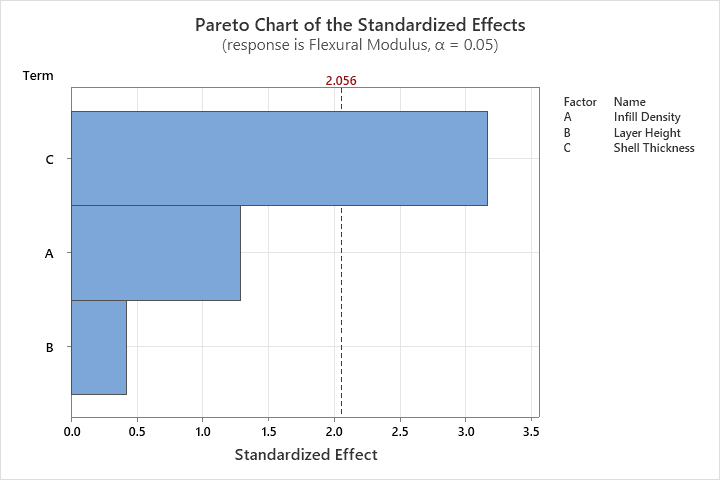 Pareto Chart of the Standardized Effects
(response is Flexural Modulus, α = 0.05)
Term
2.056
Factor Name
A Infill Density
B Layer Height
C Shell Thickness
C
A
B
0.0 0.5 1.0 1.5 2.0 2.5 3.0 3.5
Standardized Effect